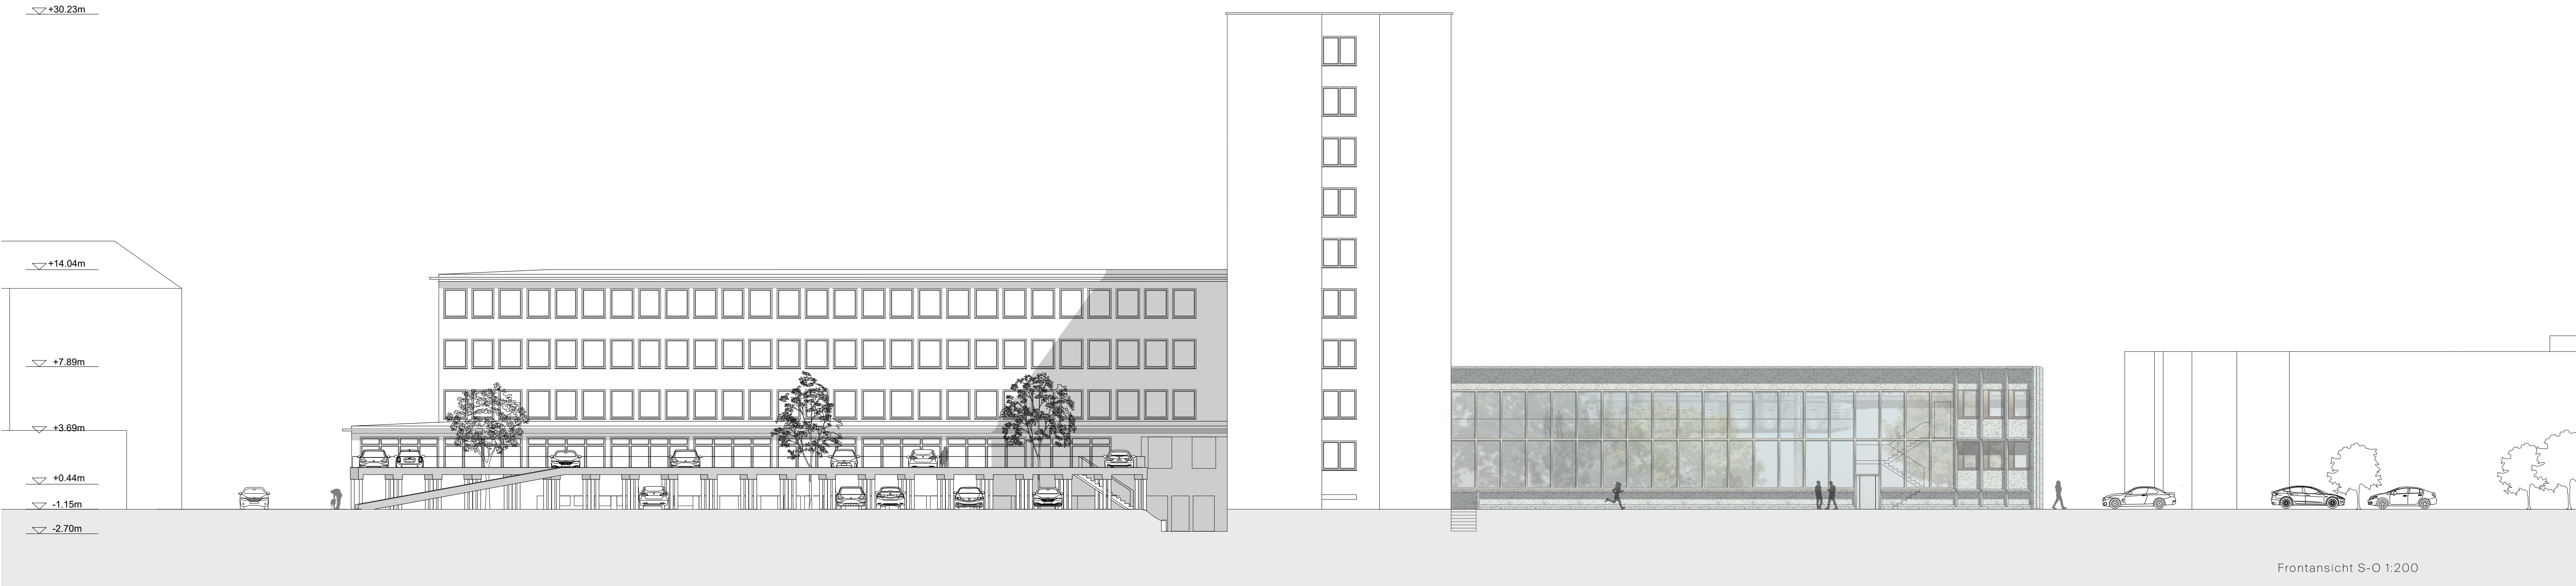 +30.23m
+14.04m
+7.89m
+3.69m
+0.44m
-1.15m
-2.70m
Frontansicht S-O 1:200